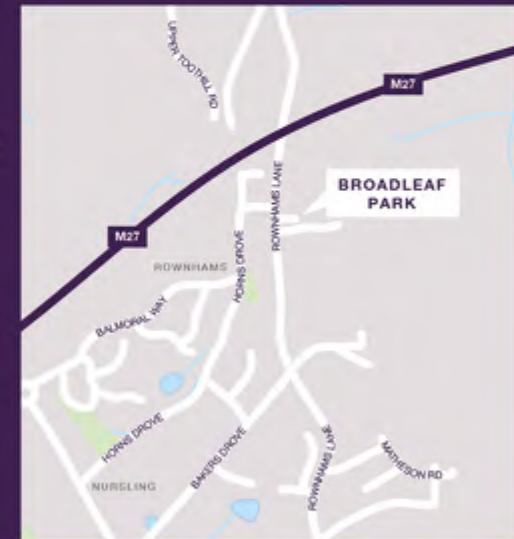 UPPER TOOTHILL RD
M27
BROADLEAF
PARK
ROWNHAMS LANE
M27
HORNS DROVE
ROWNHAMS
BALMORAL WAY
HORNS DROVE
BAKERS DROVE
ROWNHAMS LANE
MATHESON RD
NURSLING